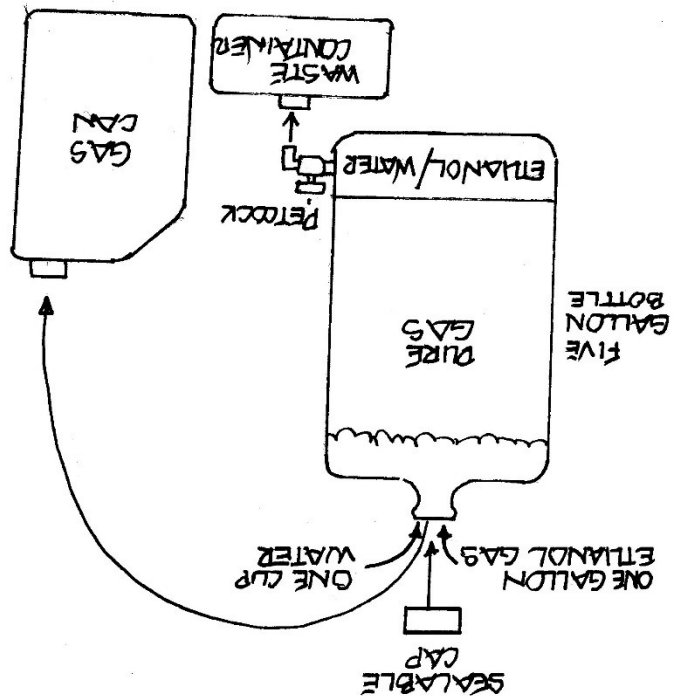 SEALABLE
CAP
ONE GALLON
ETHANOL GAS
ONE CUP
WATER
FIVE
GALLON
BOTTLE
PURE
GAS
PETCOCK
ETHANOL/WATER
GAS
CAN
WASTE
CONTAINER